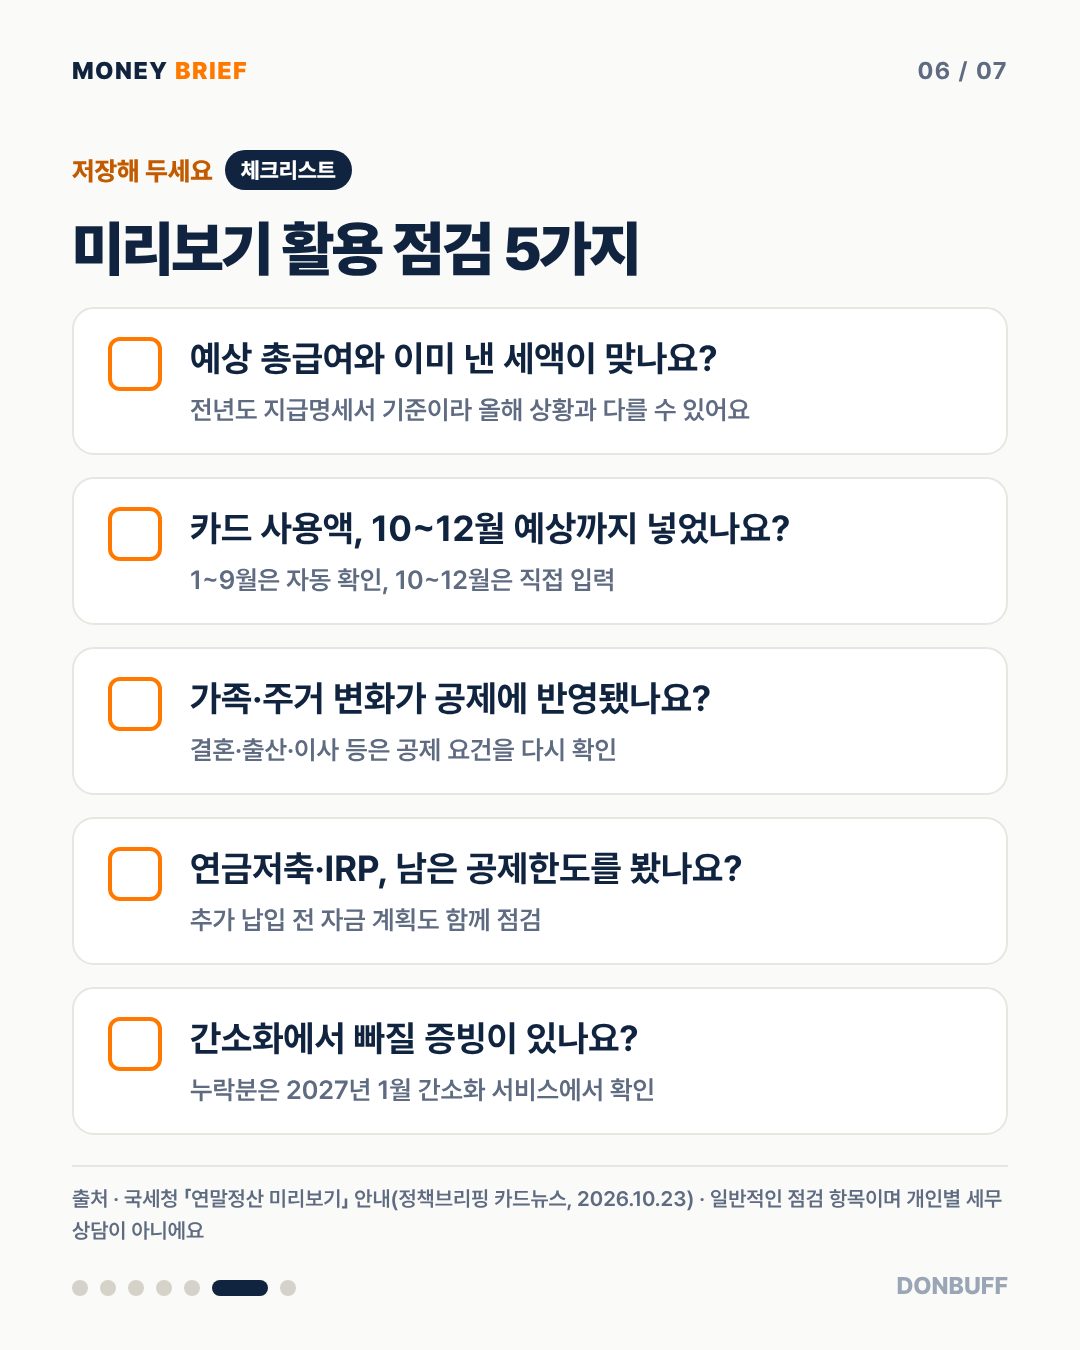 MONEY BRIEF
06 / 07
저장해 두세요 체크리스트
미리보기 활용 점검 5가지
예상 총급여와 이미 낸 세액이 맞나요?
전년도 지급명세서 기준이라 올해 상황과 다를 수 있어요
카드 사용액, 10~12월 예상까지 넣었나요?
1~9월은 자동 확인, 10~12월은 직접 입력
가족·주거 변화가 공제에 반영됐나요?
결혼·출산·이사 등은 공제 요건을 다시 확인
연금저축·IRP, 남은 공제한도를 봤나요?
추가 납입 전 자금 계획도 함께 점검
간소화에서 빠질 증빙이 있나요?
누락분은 2027년 1월 간소화 서비스에서 확인
출처 · 국세청 「연말정산 미리보기」 안내(정책브리핑 카드뉴스, 2026.10.23) · 일반적인 점검 항목이며 개인별 세무
상담이 아니에요
DONBUFF